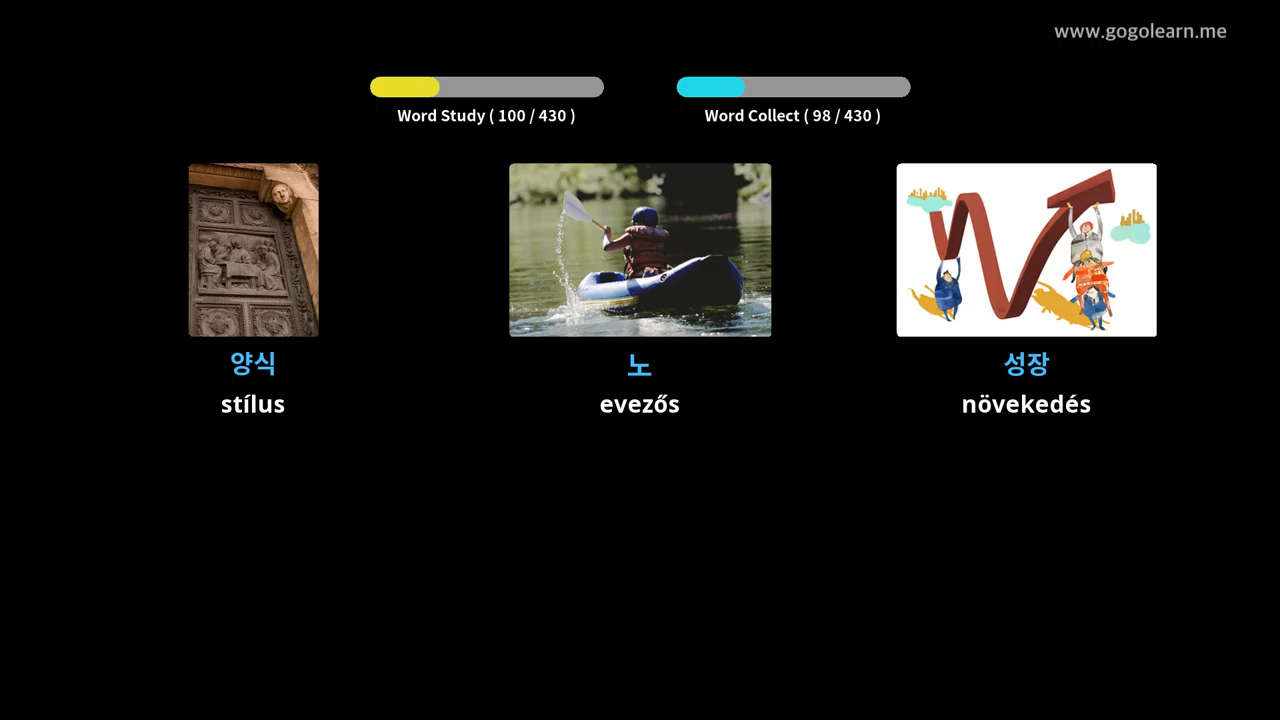 www.gogolearn.me
Word Study ( 100 / 430 )
Word Collect ( 98 / 430 )
양식
stílus
노
evezős
성장
növekedés